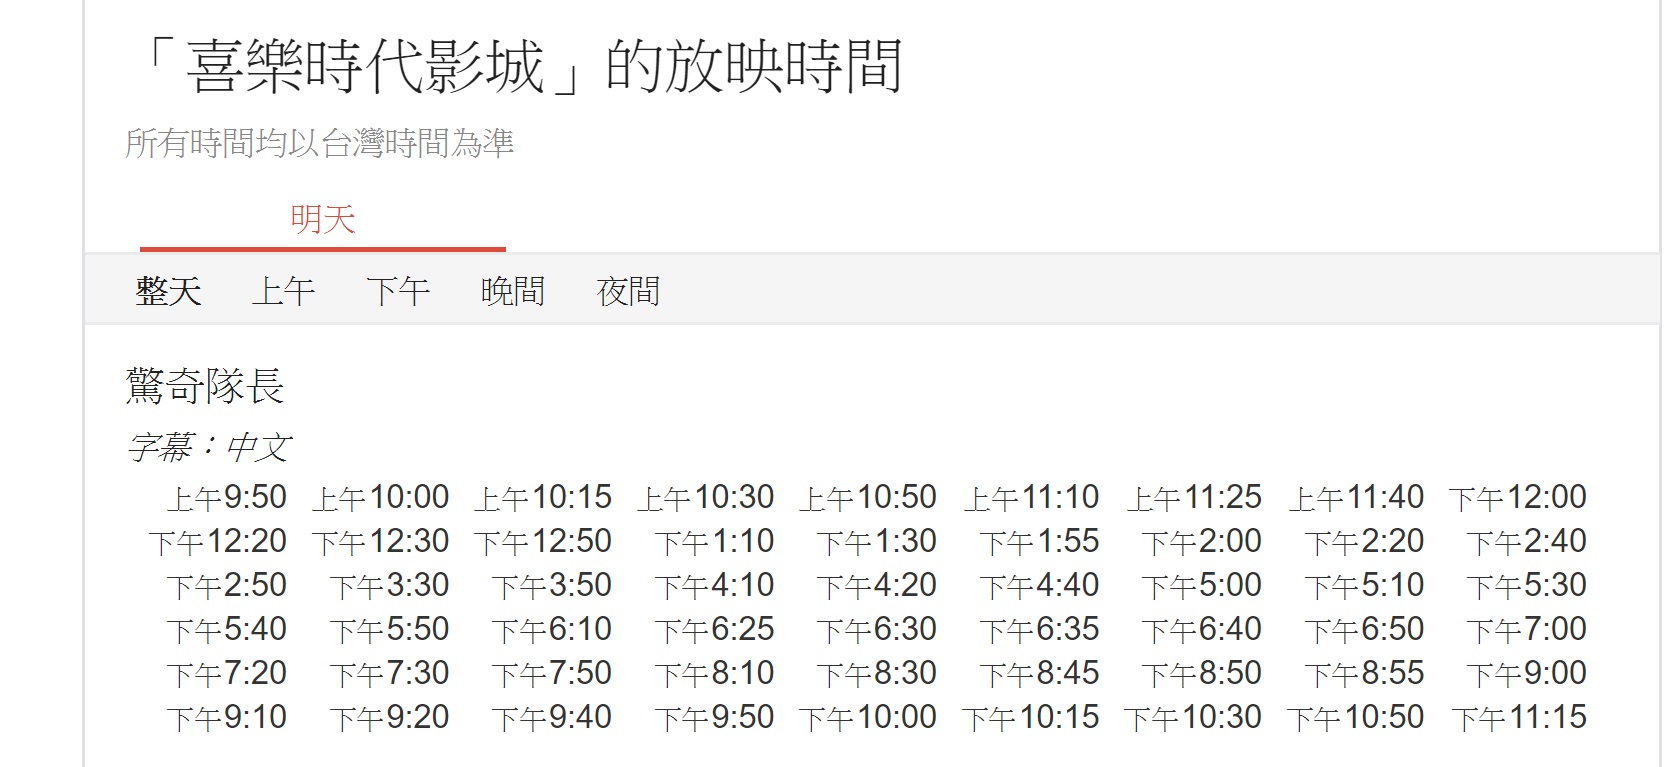 「喜樂時代影城」的放映時間
所有時間均以台灣時間為準
明天
整天 上午 下午 晚間 夜間
驚奇隊長
字幕：中文
上午9:50 上午10:00 上午10:15 上午10:30 上午10:50 上午11:10 上午11:25 上午11:40 下午12:00
下午12:20 下午12:30 下午12:50 下午1:10 下午1:30 下午1:55 下午2:00 下午2:20 下午2:40
下午2:50 下午3:30 下午3:50 下午4:10 下午4:20 下午4:40 下午5:00 下午5:10 下午5:30
下午5:40 下午5:50 下午6:10 下午6:25 下午6:30 下午6:35 下午6:40 下午6:50 下午7:00
下午7:20 下午7:30 下午7:50 下午8:10 下午8:30 下午8:45 下午8:50 下午8:55 下午9:00
下午9:10 下午9:20 下午9:40 下午9:50 下午10:00 下午10:15 下午10:30 下午10:50 下午11:15